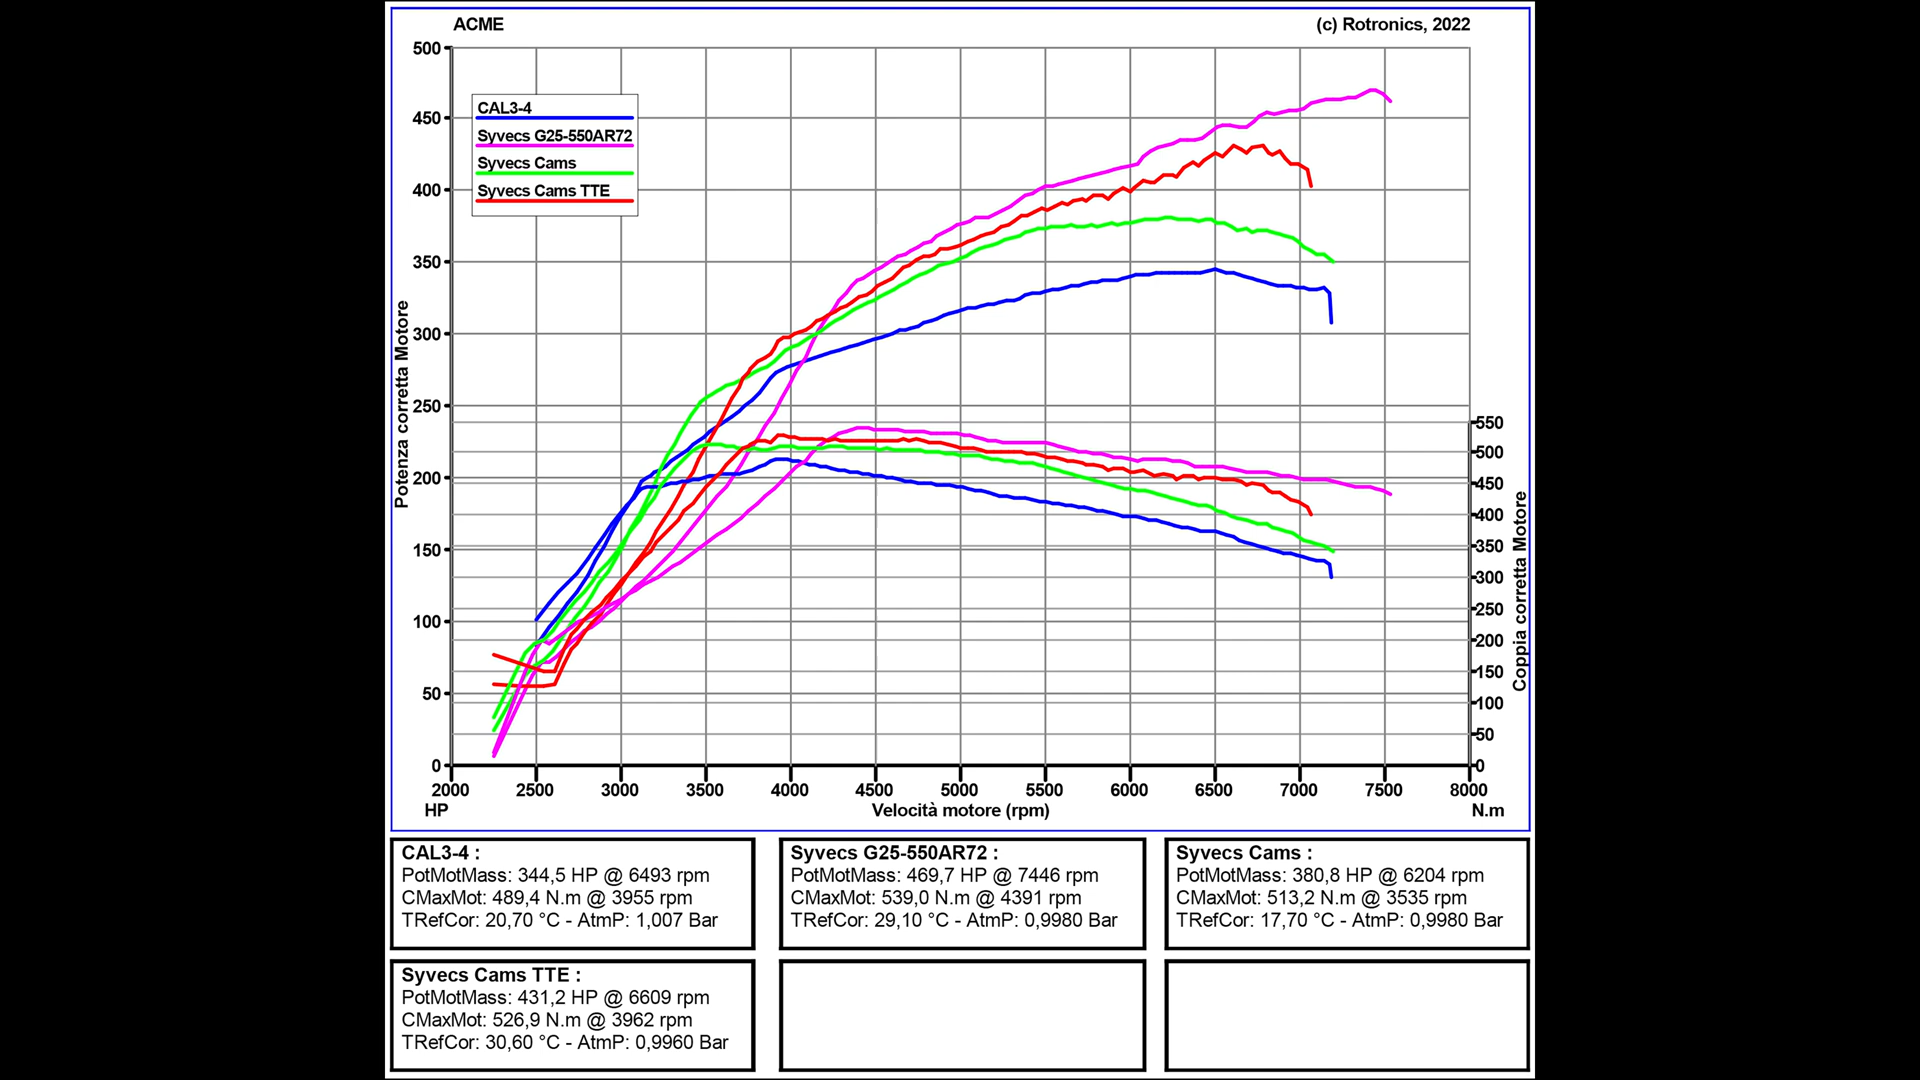 ACME
(c) Rotronics, 2022
500
450
400
350
300
250
200
150
100
50
0
CAL3-4
Syvecs G25-550AR72
Syvecs Cams
Syvecs Cams TTE
Potenza corretta Motore
550
500
450
400
350
300
250
200
150
100
50
0
Coppia corretta Motore
2000 2500 3000 3500 4000 4500 5000 5500 6000 6500 7000 7500 8000
HP Velocità motore (rpm) N.m
CAL3-4 :
PotMotMass: 344,5 HP @ 6493 rpm
CMaxMot: 489,4 N.m @ 3955 rpm
TRefCor: 20,70 °C - AtmP: 1,007 Bar
Syvecs G25-550AR72 :
PotMotMass: 469,7 HP @ 7446 rpm
CMaxMot: 539,0 N.m @ 4391 rpm
TRefCor: 29,10 °C - AtmP: 0,9980 Bar
Syvecs Cams :
PotMotMass: 380,8 HP @ 6204 rpm
CMaxMot: 513,2 N.m @ 3535 rpm
TRefCor: 17,70 °C - AtmP: 0,9980 Bar
Syvecs Cams TTE :
PotMotMass: 431,2 HP @ 6609 rpm
CMaxMot: 526,9 N.m @ 3962 rpm
TRefCor: 30,60 °C - AtmP: 0,9960 Bar